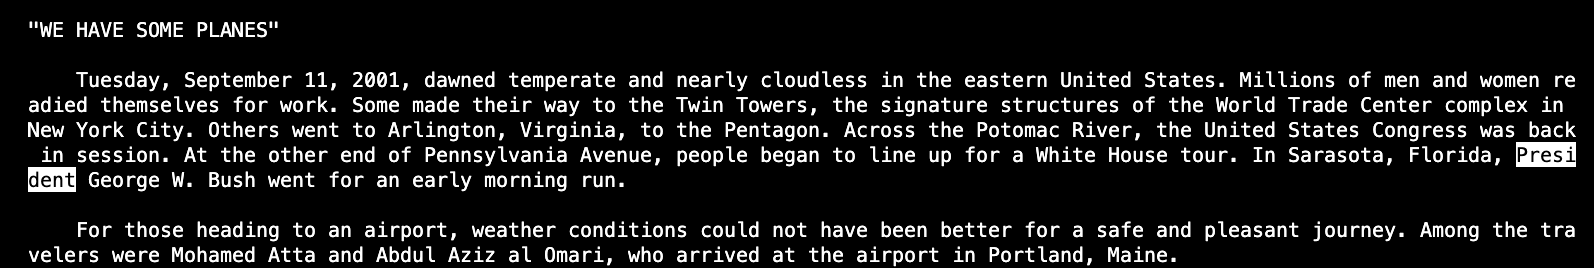 "WE HAVE SOME PLANES"
Tuesday, September 11, 2001, dawned temperate and nearly cloudless in the eastern United States. Millions of men and women re
adied themselves for work. Some made their way to the Twin Towers, the signature structures of the World Trade Center complex in
New York City. Others went to Arlington, Virginia, to the Pentagon. Across the Potomac River, the United States Congress was back
in session. At the other end of Pennsylvania Avenue, people began to line up for a White House tour. In Sarasota, Florida, Presi
dent George W. Bush went for an early morning run.
For those heading to an airport, weather conditions could not have been better for a safe and pleasant journey. Among the tra
velers were Mohamed Atta and Abdul Aziz al Omari, who arrived at the airport in Portland, Maine.